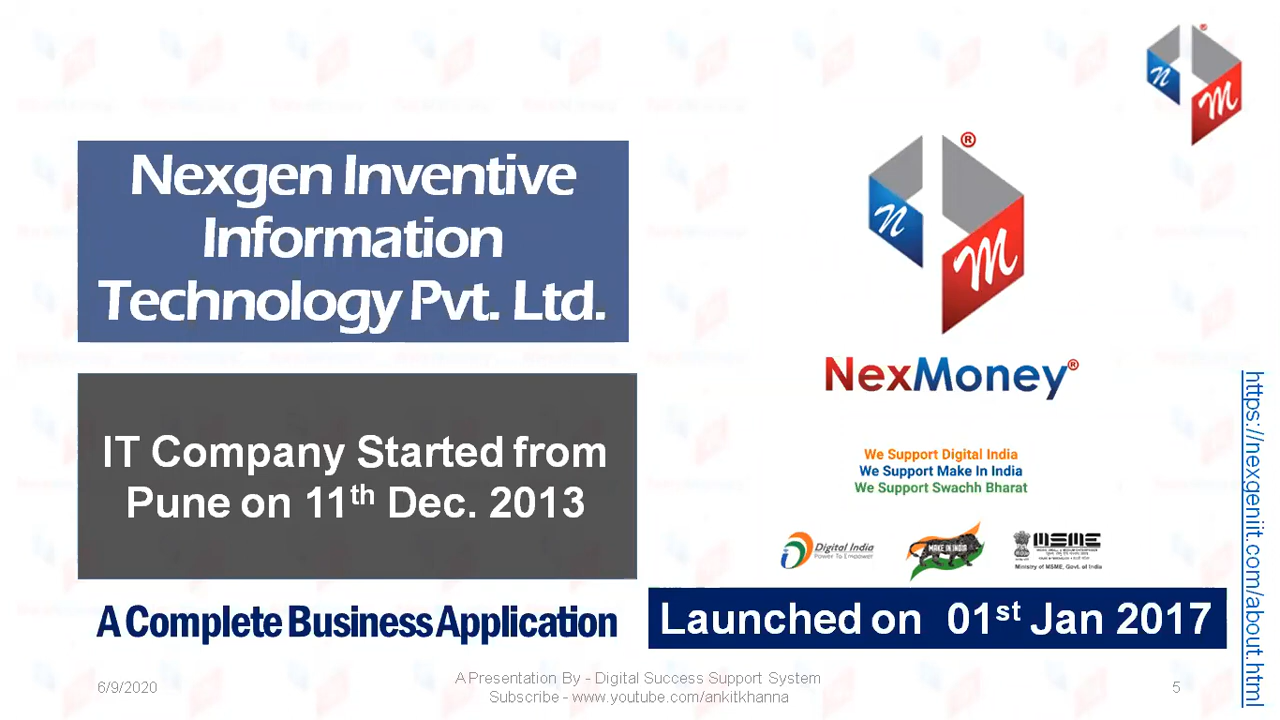 Nexgen Inventive
Information
Technology Pvt. Ltd.
IT Company Started from
Pune on 11th Dec. 2013
A Complete Business Application
n m ®
n m ®
NexMoney®
We Support Digital India
We Support Make In India
We Support Swachh Bharat
Digital India
Power To Empower
MAKE IN INDIA
MSME
Ministry of MSME, Govt. of India
Launched on 01st Jan 2017
https://nexgeniit.com/about.html
6/9/2020
A Presentation By - Digital Success Support System
Subscribe - www.youtube.com/ankitkhanna
5